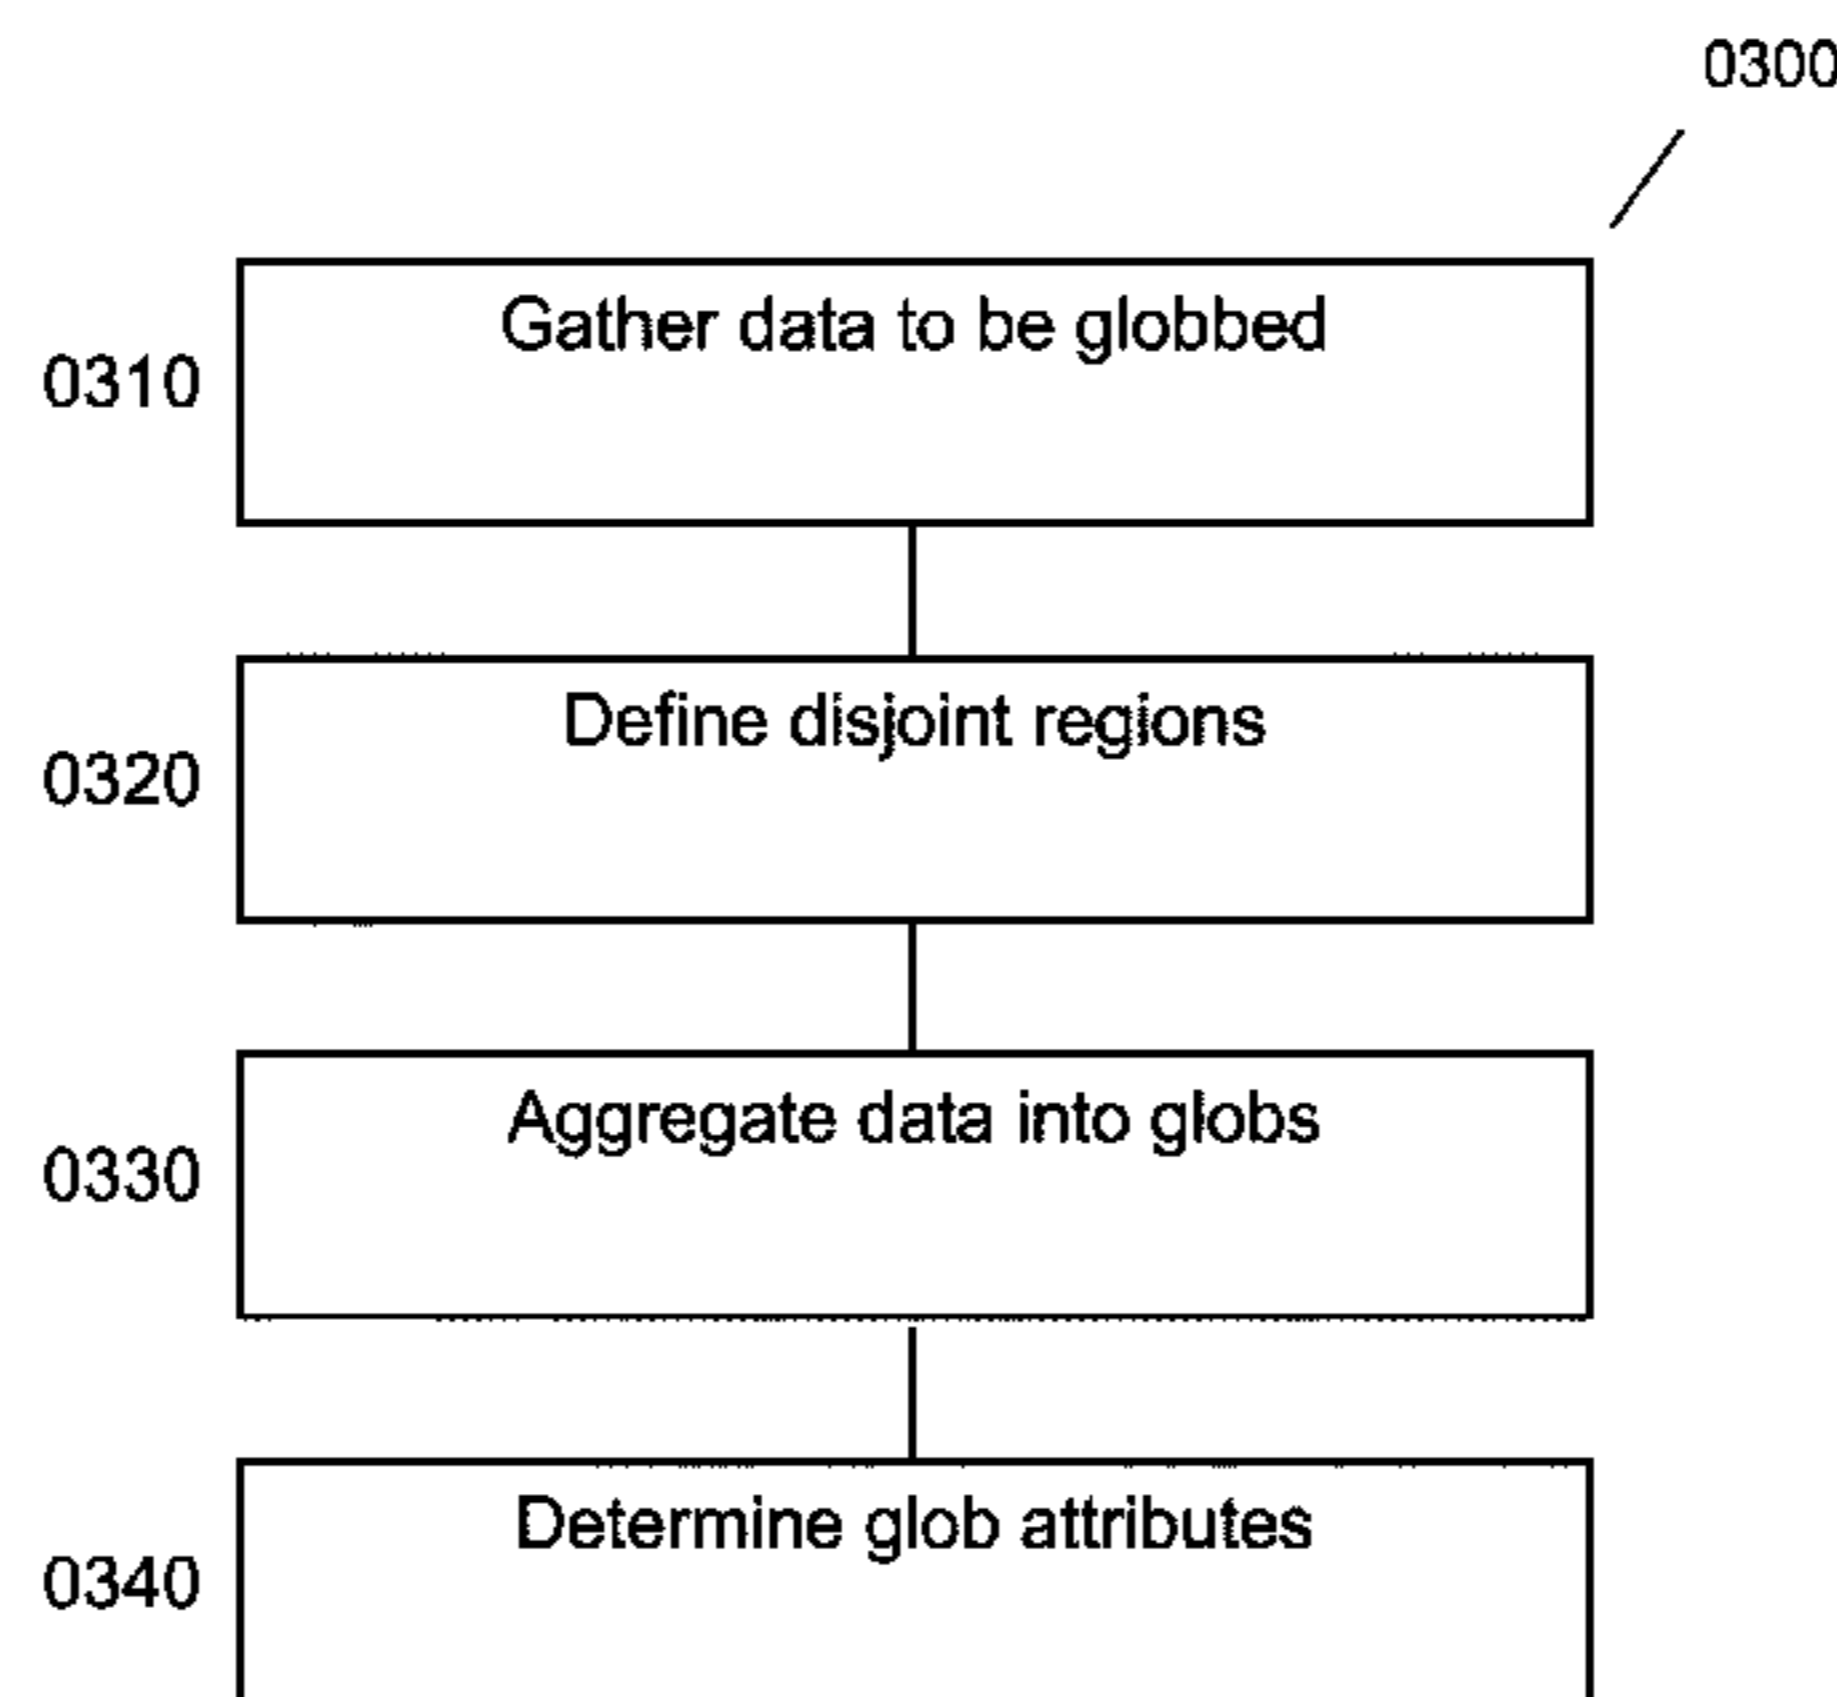 0300
Gather data to be globbed
0310
Define disjoint regions
0320
Aggregate data into globs
0330
Determine glob attributes
0340